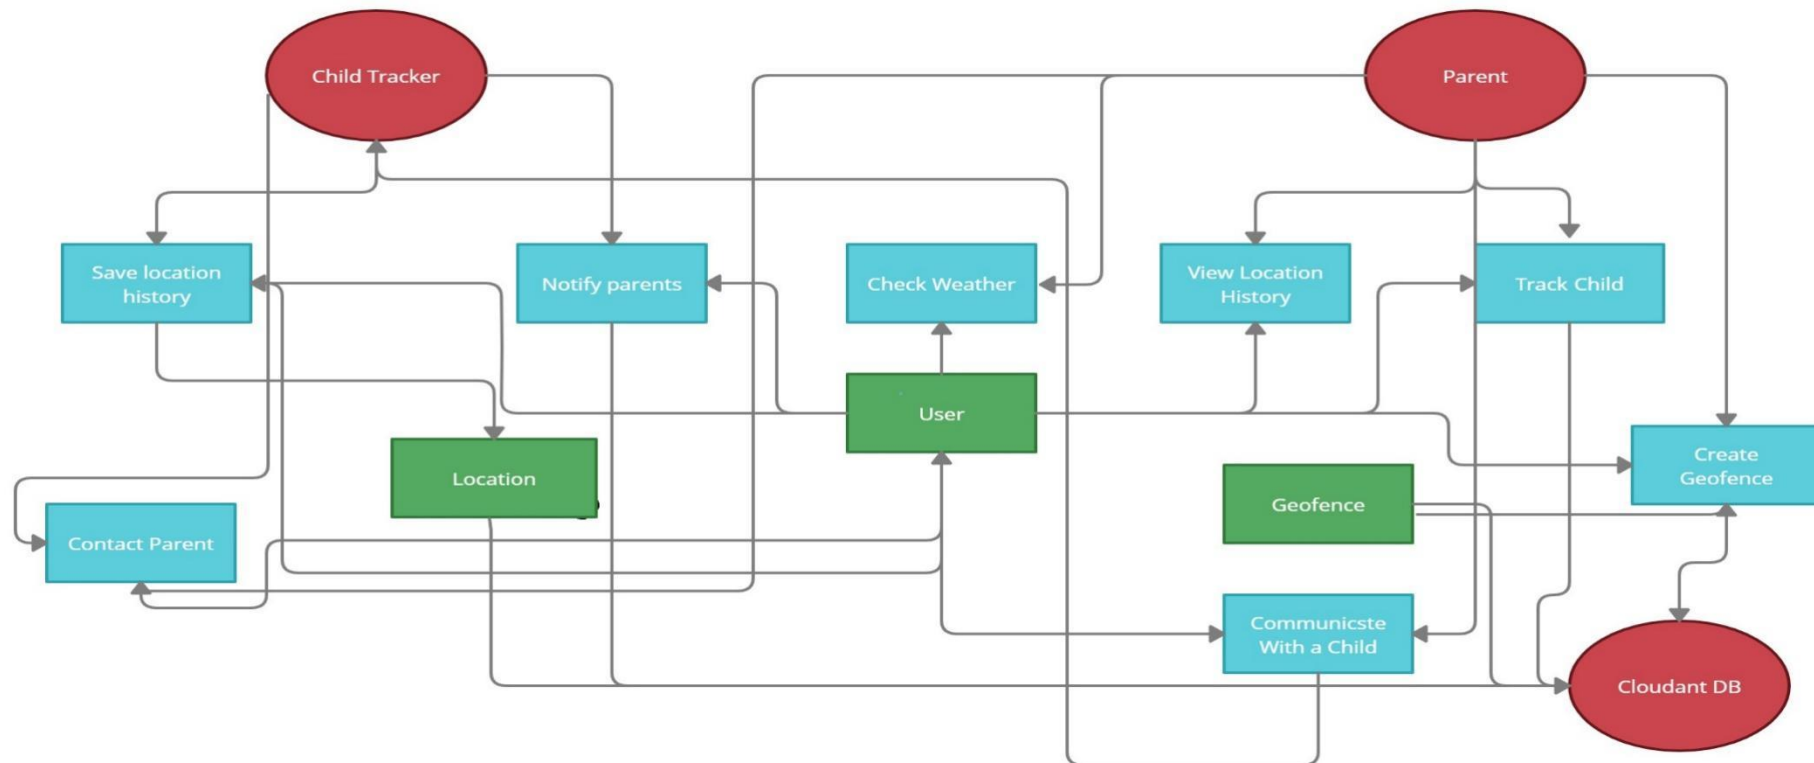 Child Tracker
Parent
Save location
history
Notify parents
Check Weather
View Location
History
Track Child
User
Location
Create
Geofence
Geofence
Contact Parent
Communicste
With a Child
Cloudant DB